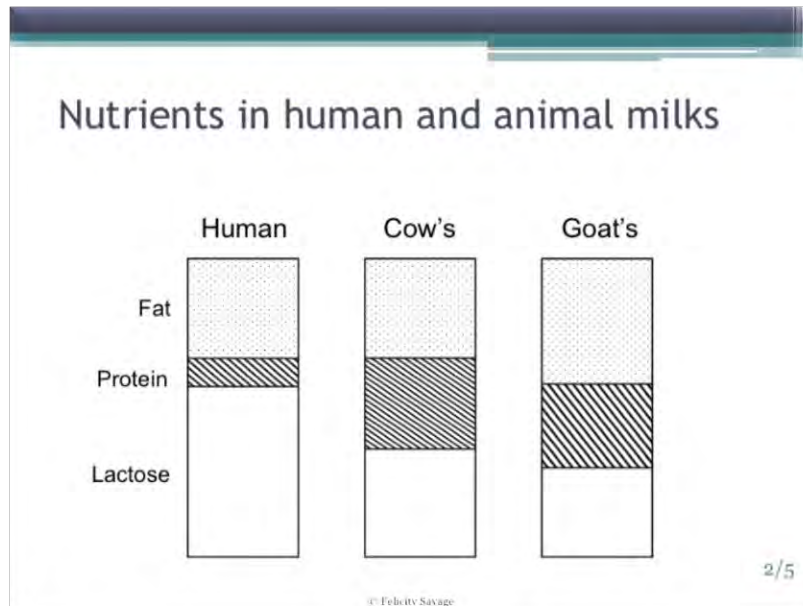 Nutrients in human and animal milks
Human Cow's Goat's
Fat
Protein
Lactose
2/5
© Felicity Savage